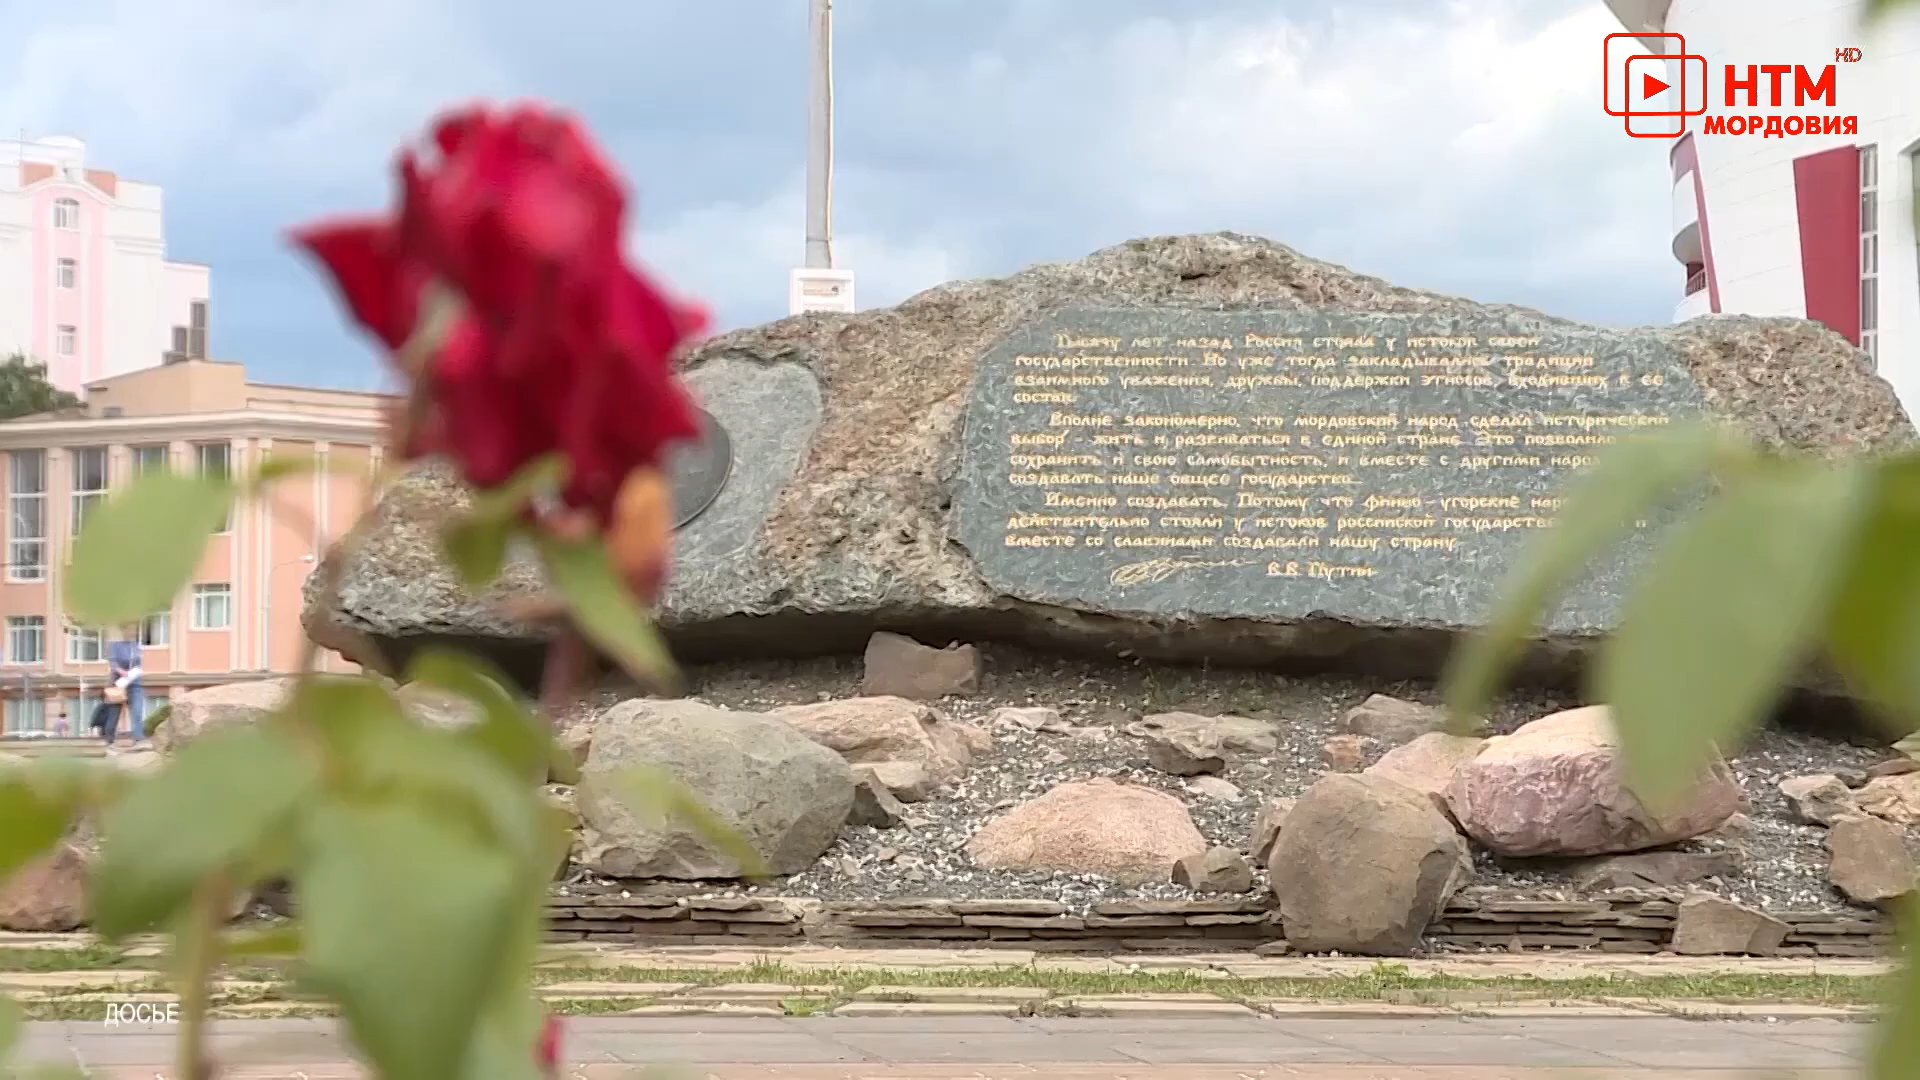 НТМ HD
МОРДОВИЯ
Тысячу лет назад Россия стояла у истоков своей
государственности. Но уже тогда закладывались традиции
взаимного уважения, дружбы, поддержки этносов, входивших в её
состав.
Вполне закономерно, что мордовский народ сделал исторический
выбор - жить и развиваться в единой стране. Это позволило
сохранить и свою самобытность, и вместе с другими
создавать наше общее государство...
Именно создавать. Потому что финно-угорские
действительно стояли у истоков российской и
вместе со славянами создавали нашу страну.
В.В. Путин
ДОСЬЕ